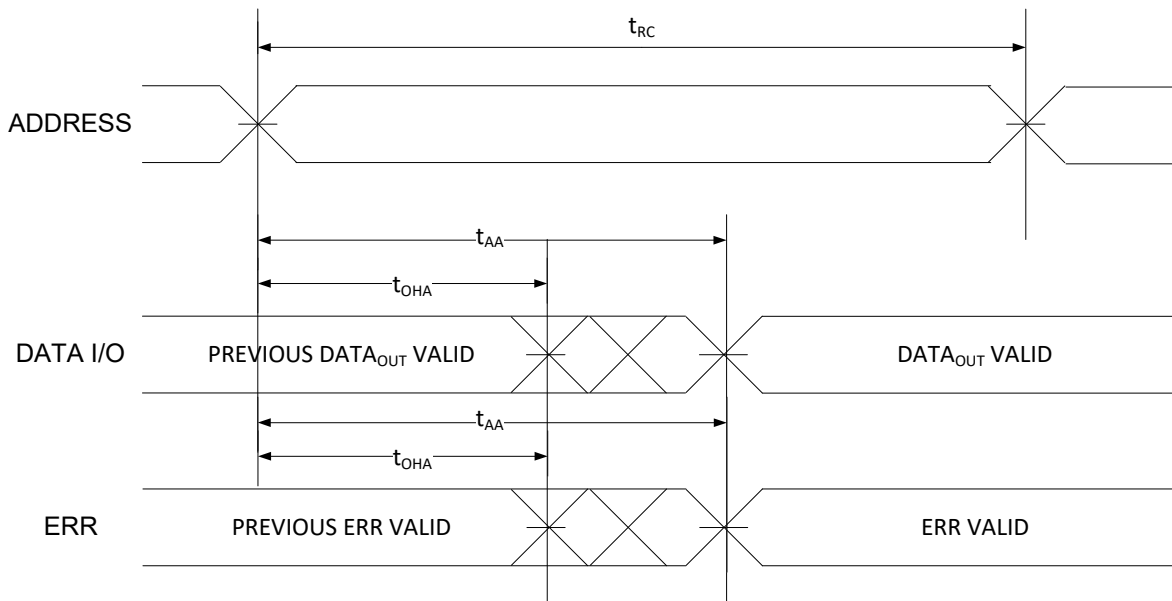 tRC
ADDRESS
tAA
tOHA
DATA I/O PREVIOUS DATAOUT VALID DATAOUT VALID
tAA
tOHA
ERR PREVIOUS ERR VALID ERR VALID